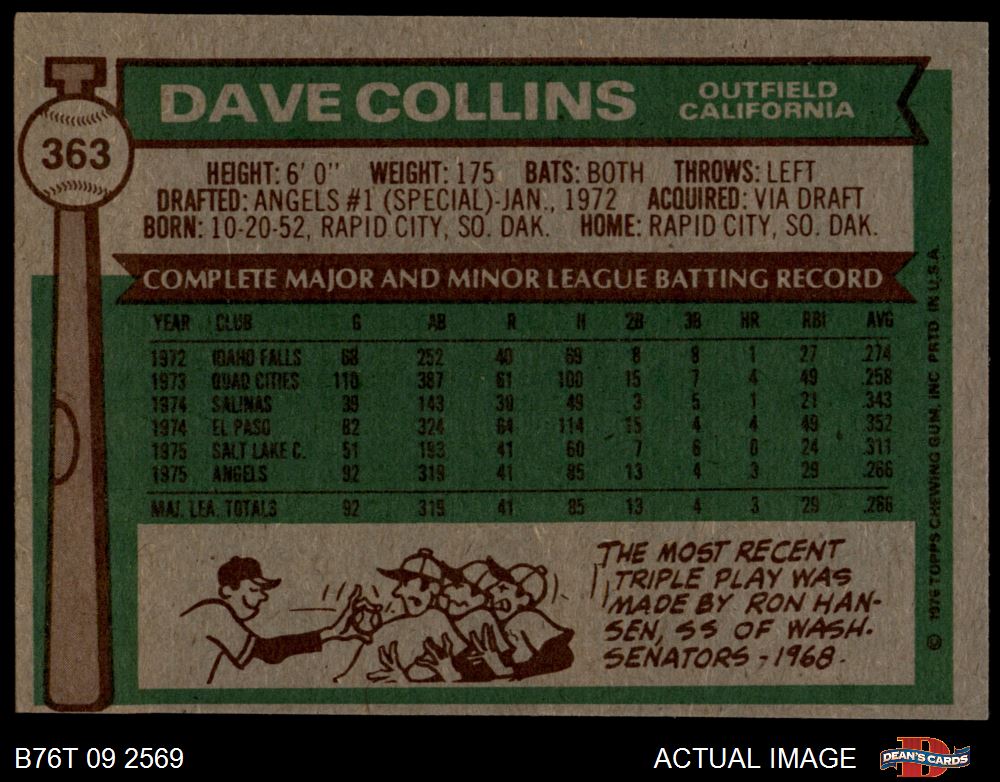 363
DAVE COLLINS
OUTFIELD
CALIFORNIA
HEIGHT: 6' 0" WEIGHT: 175 BATS: BOTH THROWS: LEFT
DRAFTED: ANGELS #1 (SPECIAL)-JAN., 1972 ACQUIRED: VIA DRAFT
BORN: 10-20-52, RAPID CITY, SO. DAK. HOME: RAPID CITY, SO. DAK.
COMPLETE MAJOR AND MINOR LEAGUE BATTING RECORD
YEAR CLUB G AB R H 2B 3B HR RBI AVG
1972 IDAHO FALLS 68 252 40 69 8 8 1 27 .274
1973 QUAD CITIES 110 387 61 100 15 7 4 49 .258
1974 SALINAS 39 143 30 49 3 5 1 21 .343
1974 EL PASO 82 324 64 114 15 4 4 49 .352
1975 SALT LAKE C. 51 193 41 60 7 6 0 24 .311
1975 ANGELS 92 319 41 85 13 4 3 29 .266
MAJ. LEA. TOTALS 92 319 41 85 13 4 3 29 .266
THE MOST RECENT
TRIPLE PLAY WAS
MADE BY RON HAN-
SEN, SS OF WASH.
SENATORS - 1968.
© 1976 TOPPS CHEWING GUM, INC PRTD. IN U.S.A.
B76T 09 2569
ACTUAL IMAGE
D
DEAN'S CARDS